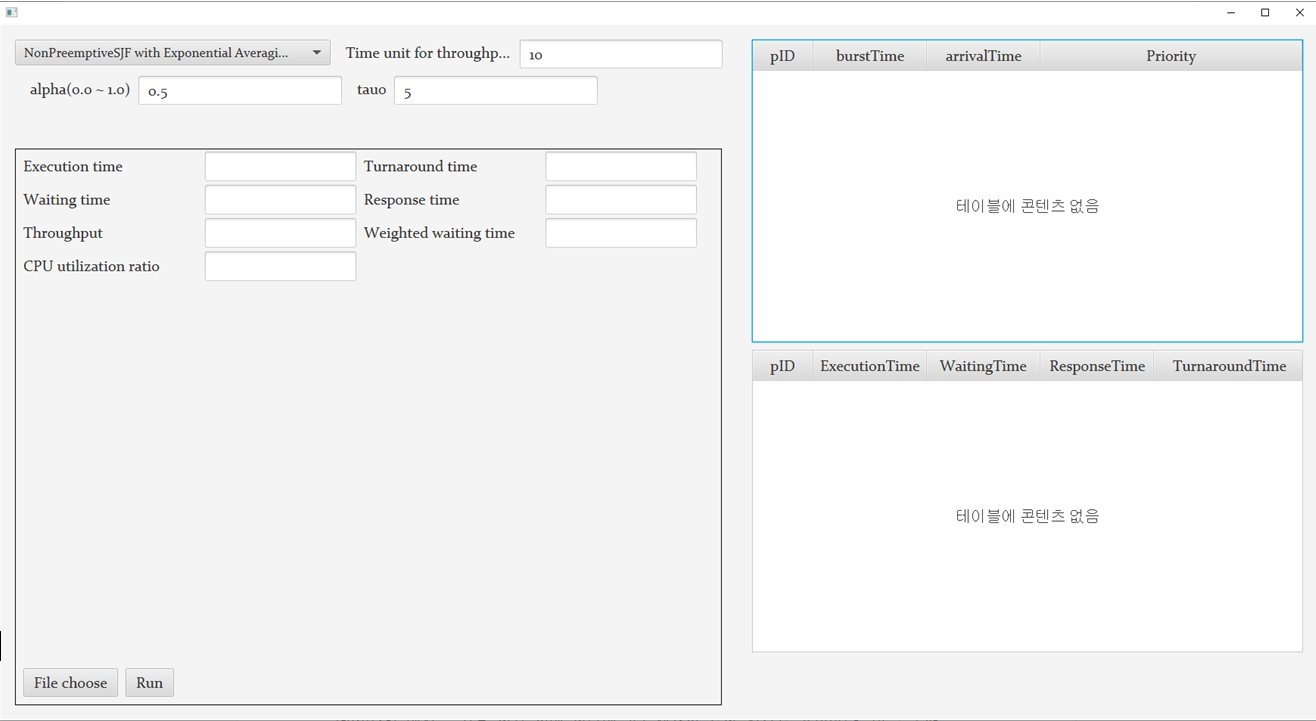 NonPreemptiveSJF with Exponential Averagi...
Time unit for throughp...
10
alpha(0.0 ~ 1.0)
0.5
tau0
5
Execution time
Turnaround time
Waiting time
Response time
Throughput
Weighted waiting time
CPU utilization ratio
File choose
Run
pID burstTime arrivalTime Priority
테이블에 콘텐츠 없음
pID ExecutionTime WaitingTime ResponseTime TurnaroundTime
테이블에 콘텐츠 없음